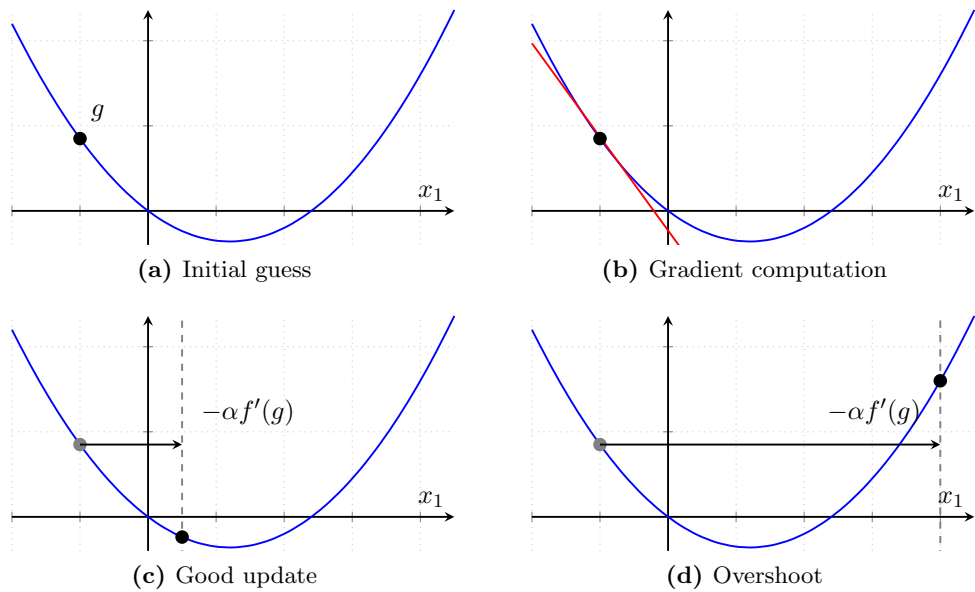 g
x₁
x₁
(a) Initial guess
(b) Gradient computation
−αf′(g)
−αf′(g)
x₁
x₁
(c) Good update
(d) Overshoot